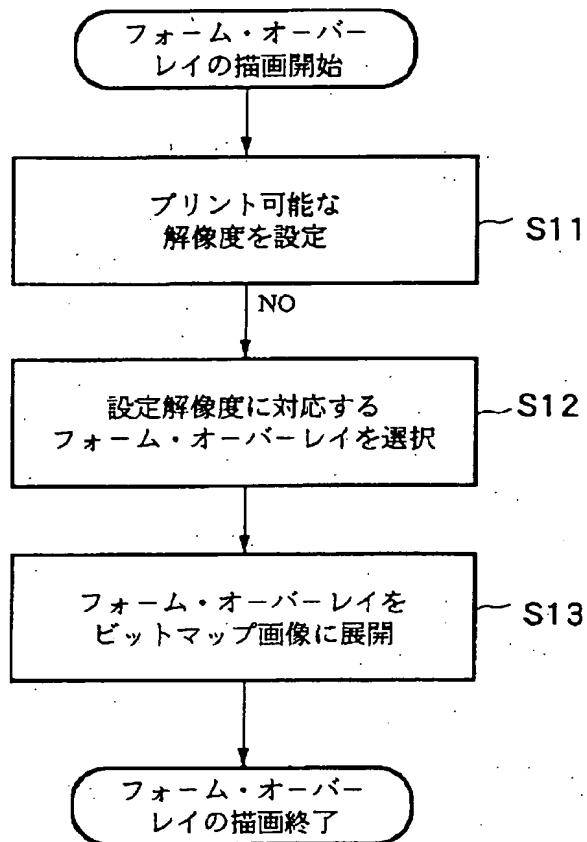 フォーム・オーバー
レイの描画開始
プリント可能な
解像度を設定
S11
NO
設定解像度に対応する
フォーム・オーバーレイを選択
S12
フォーム・オーバーレイを
ビットマップ画像に展開
S13
フォーム・オーバー
レイの描画終了